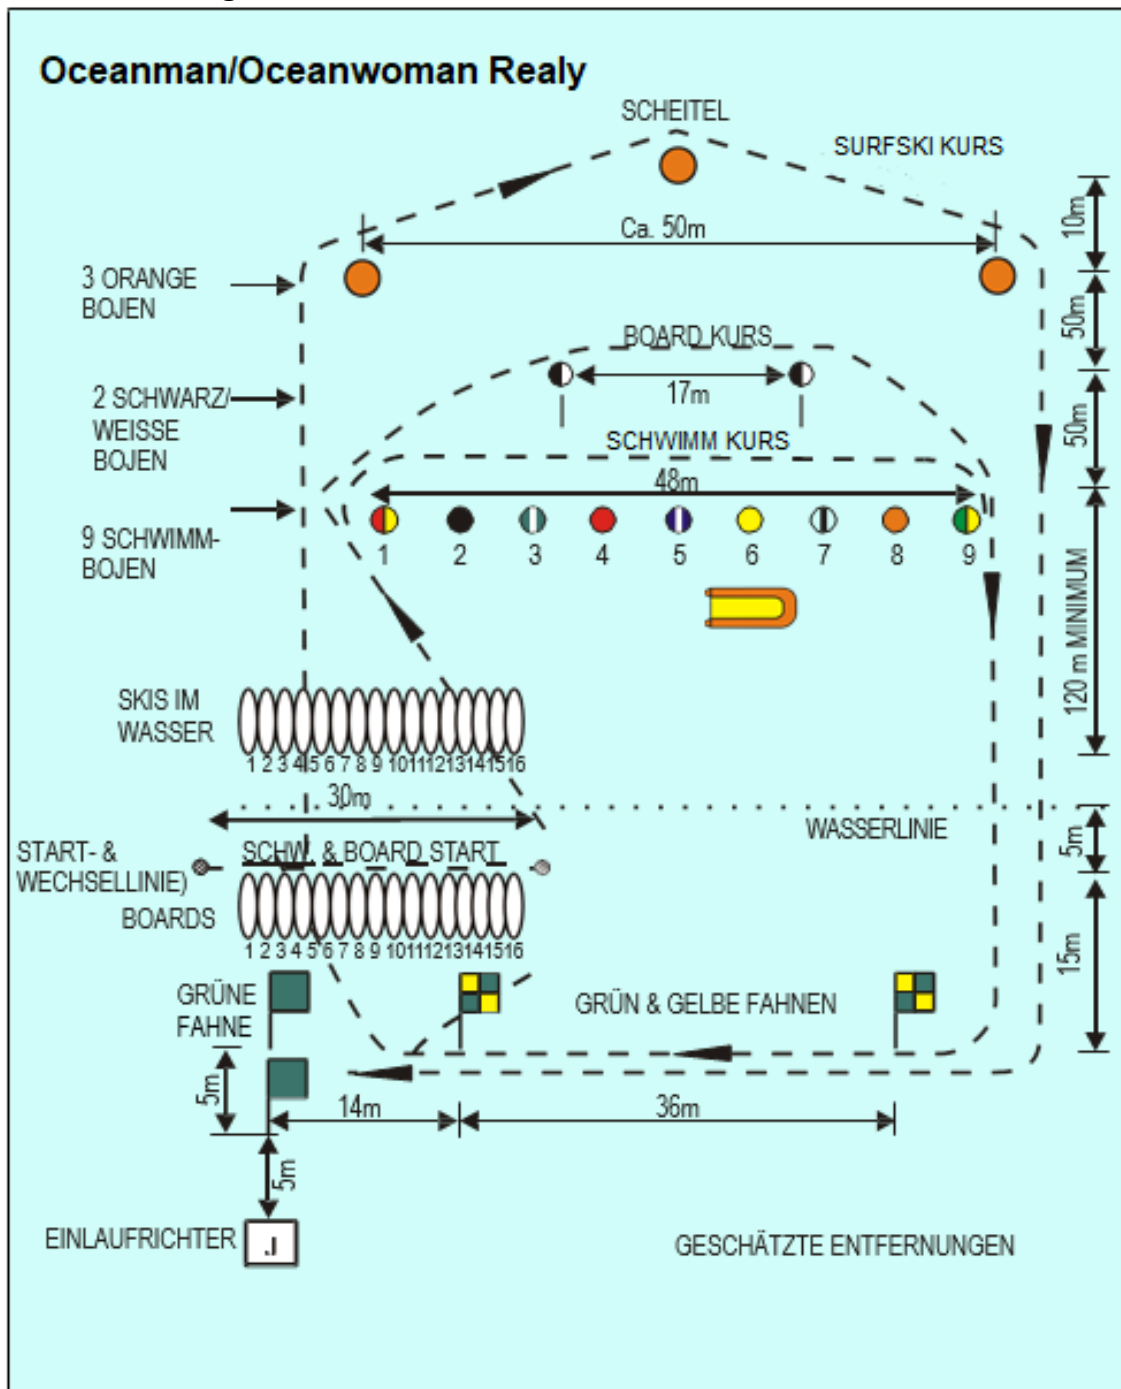 Oceanman/Oceanwoman Realy
SCHEITEL
SURFSKI KURS
10m
Ca. 50m
3 ORANGE
BOJEN
50m
BOARD KURS
17m
2 SCHWARZ/
WEISSE
BOJEN
50m
SCHWIMM KURS
48m
9 SCHWIMM-
BOJEN
1 2 3 4 5 6 7 8 9
120 m MINIMUM
SKIS IM
WASSER
1 2 3 4 5 6 7 8 9 10 11 12 13 14 15 16
30m
WASSERLINIE
5m
START- &
WECHSELLINIE)
SCHW. & BOARD START
BOARDS
1 2 3 4 5 6 7 8 9 10 11 12 13 14 15 16
15m
GRÜNE
FAHNE
GRÜN & GELBE FAHNEN
5m
14m
36m
5m
EINLAUFRICHTER
J.
GESCHÄTZTE ENTFERNUNGEN